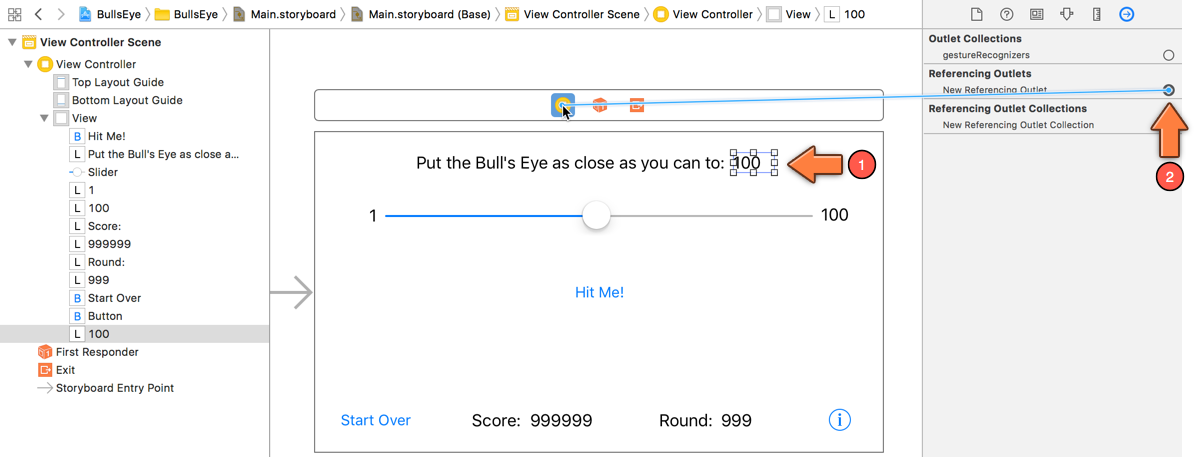 BullsEye BullsEye Main.storyboard Main.storyboard (Base) View Controller Scene View Controller View L 100
View Controller Scene
View Controller
Top Layout Guide
Bottom Layout Guide
View
B Hit Me!
L Put the Bull's Eye as close a...
Slider
L 1
L 100
L Score:
L 999999
L Round:
L 999
B Start Over
B Button
L 100
First Responder
Exit
Storyboard Entry Point
Put the Bull's Eye as close as you can to: 100
1
1 100
Hit Me!
Start Over Score: 999999 Round: 999 i
Outlet Collections
gestureRecognizers
Referencing Outlets
New Referencing Outlet
Referencing Outlet Collections
New Referencing Outlet Collection
2